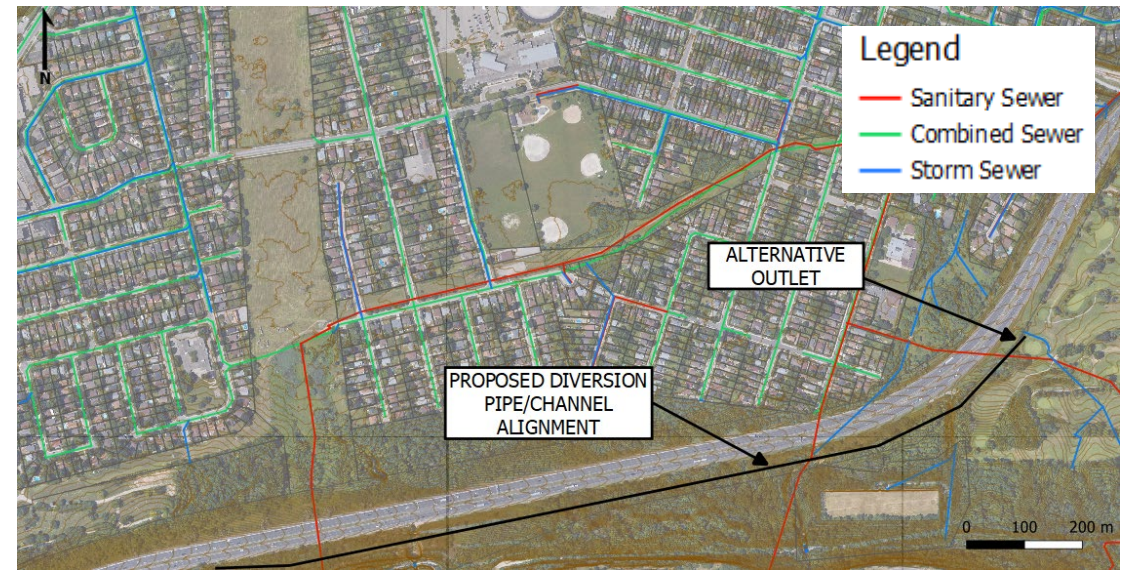 N
Legend
Sanitary Sewer
Combined Sewer
Storm Sewer
ALTERNATIVE
OUTLET
PROPOSED DIVERSION
PIPE/CHANNEL
ALIGNMENT
0 100 200 m